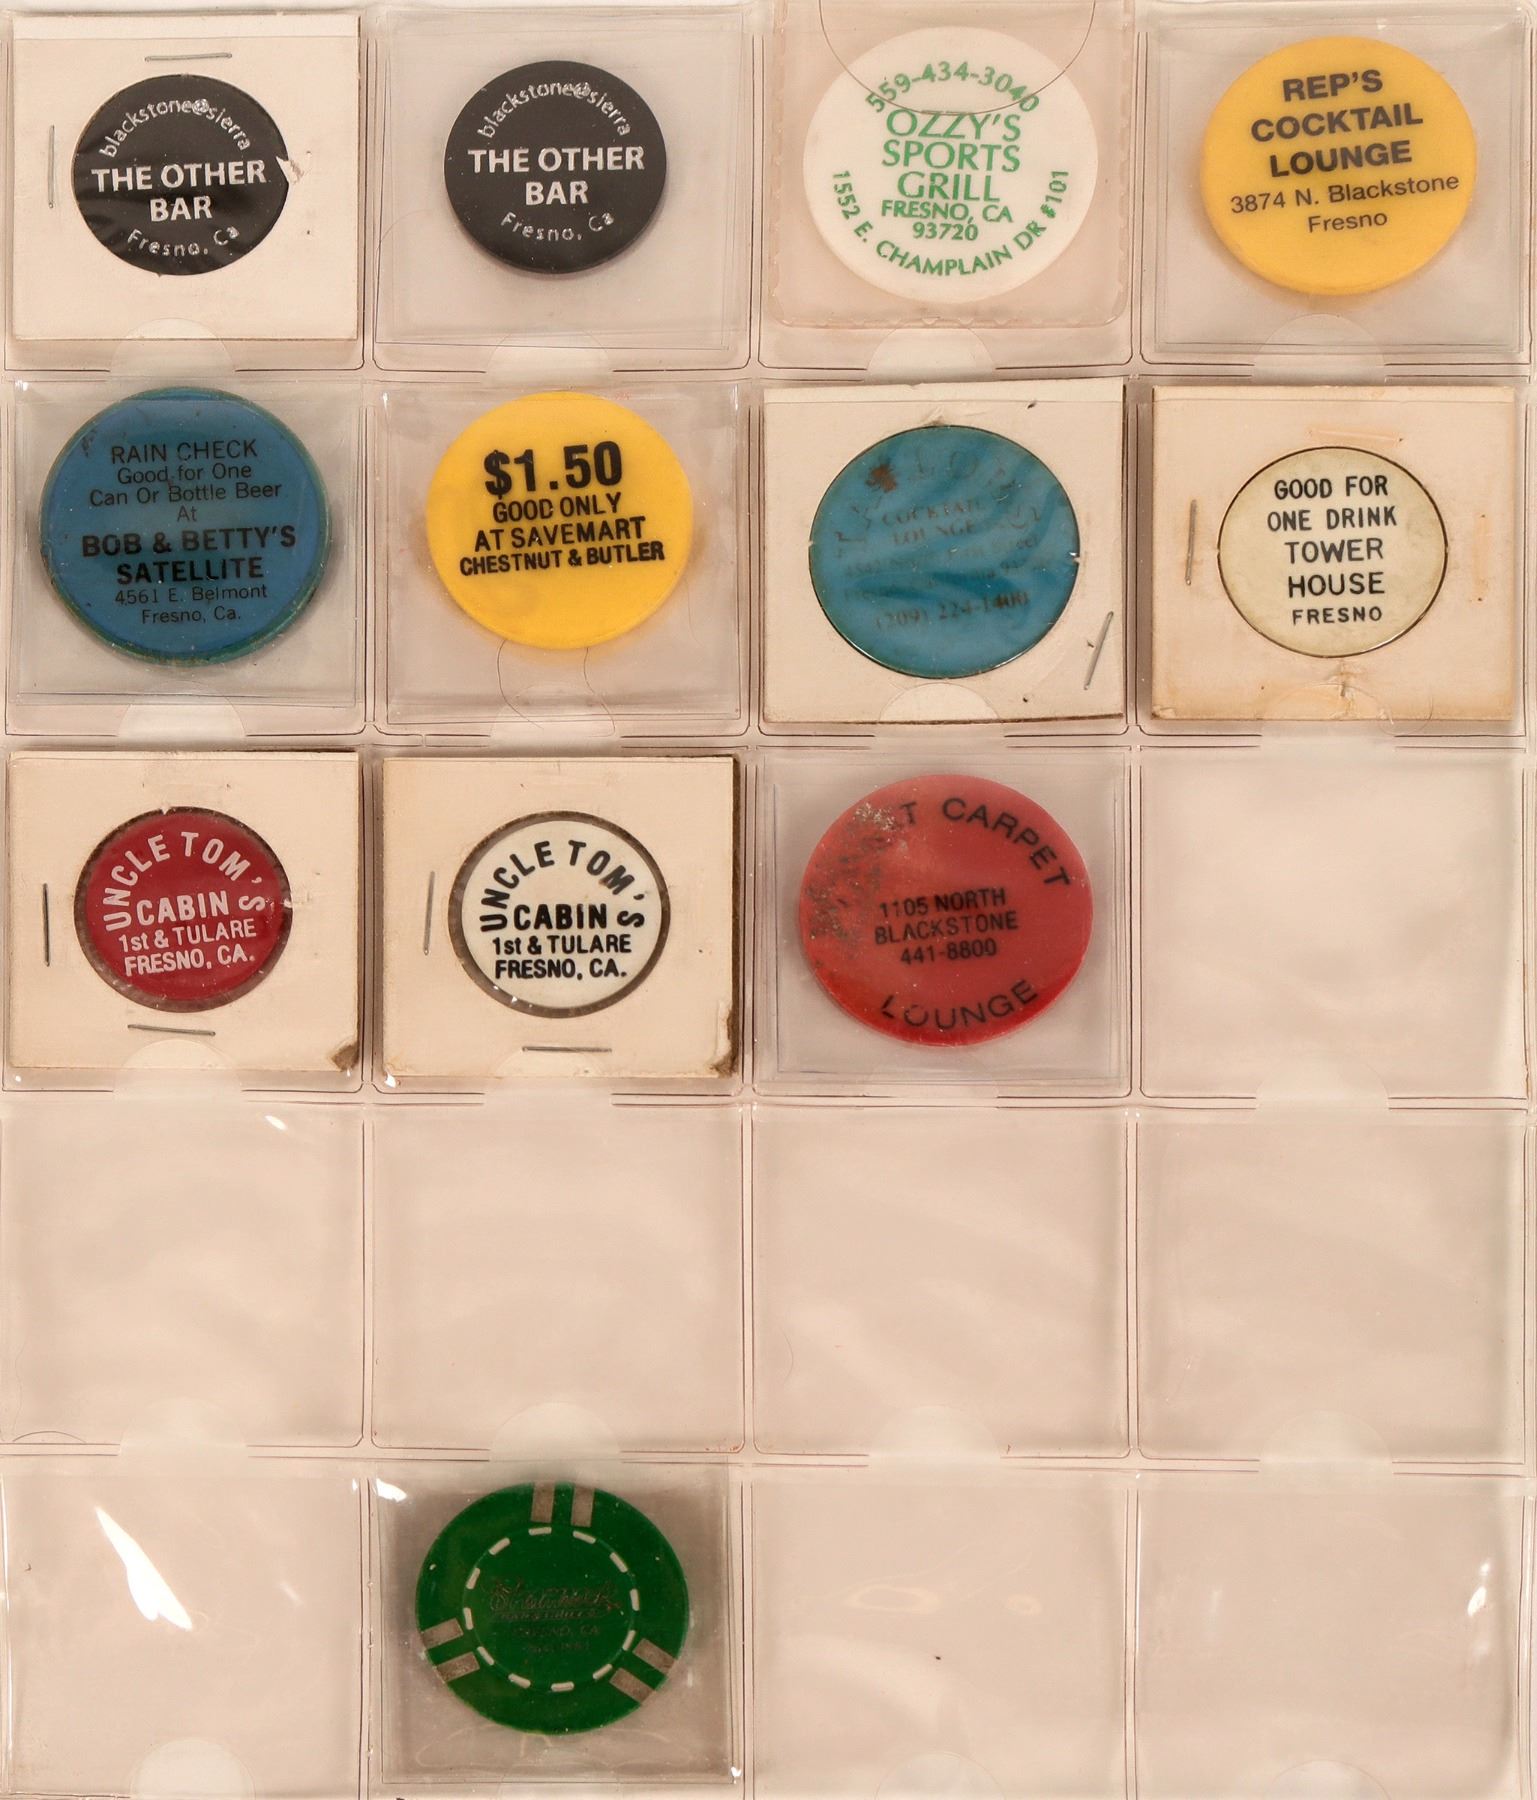 blackstone@sierra
THE OTHER
BAR
Fresno, Ca
blackstone@sierra
THE OTHER
BAR
Fresno, Ca
559-434-3040
OZZY'S
SPORTS
GRILL
FRESNO, CA
93720
1552 E. CHAMPLAIN DR #101
REP'S
COCKTAIL
LOUNGE
3874 N. Blackstone
Fresno
RAIN CHECK
Good for One
Can Or Bottle Beer
At
BOB & BETTY'S
SATELLITE
4561 E. Belmont
Fresno, Ca.
$1.50
GOOD ONLY
AT SAVEMART
CHESTNUT & BUTLER
COCKTAIL
LOUNGE
(209) 224-1400
GOOD FOR
ONE DRINK
TOWER
HOUSE
FRESNO
UNCLE TOM'S
CABIN
1st & TULARE
FRESNO, CA.
UNCLE TOM'S
CABIN
1st & TULARE
FRESNO, CA.
CARPET
1105 NORTH
BLACKSTONE
441-8800
LOUNGE
FRESNO, CA